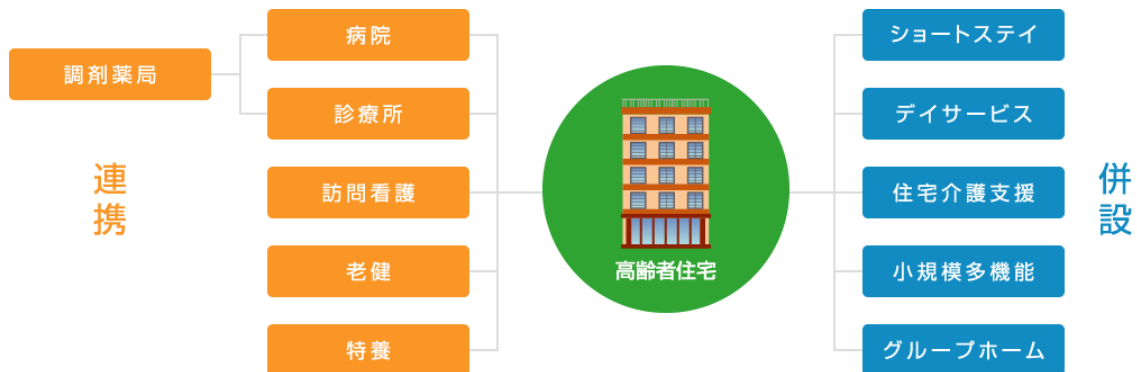 調剤薬局
連携
病院
診療所
訪問看護
老健
特養
高齢者住宅
ショートステイ
デイサービス
住宅介護支援
小規模多機能
グループホーム
併設